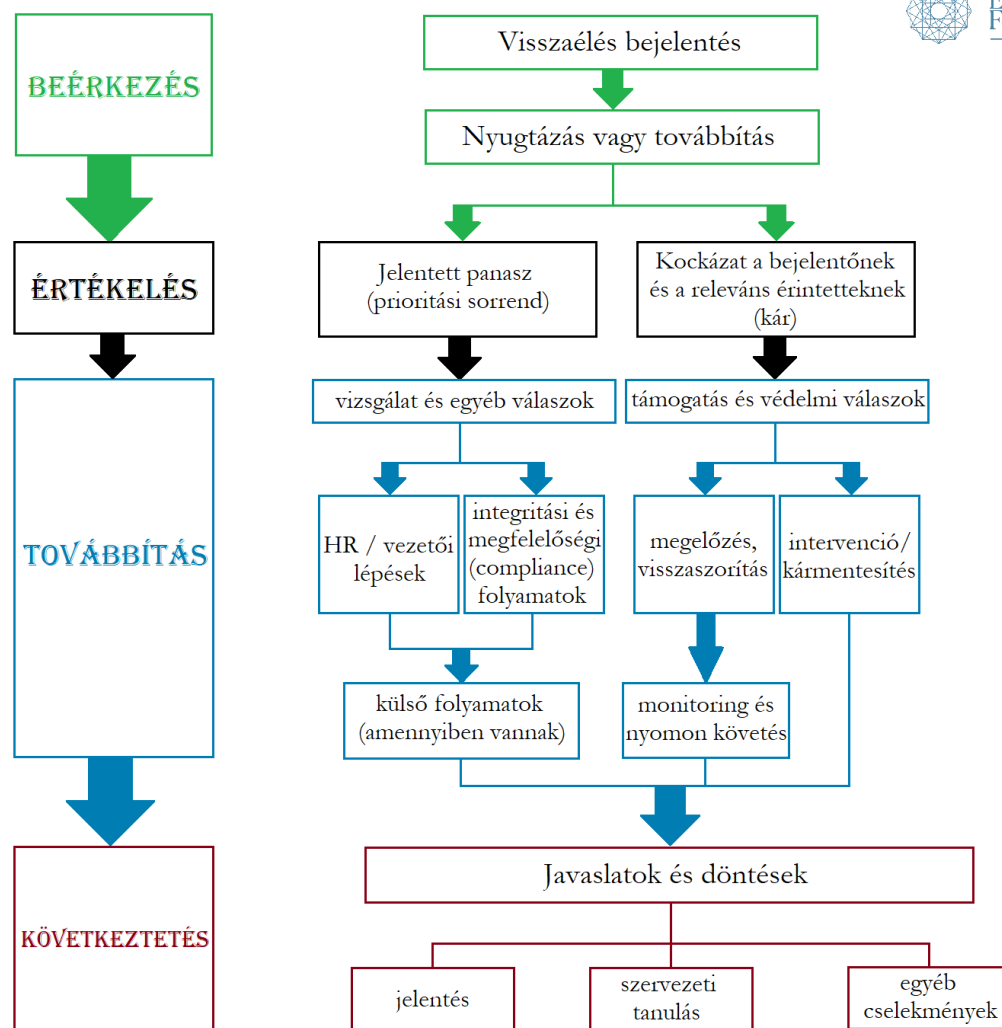 BEÉRKEZÉS
Visszaélés bejelentés
Nyugtázás vagy továbbítás
ÉRTÉKELÉS
Jelentett panasz
(prioritási sorrend)
Kockázat a bejelentőnek
és a releváns érintetteknek
(kár)
TOVÁBBÍTÁS
vizsgálat és egyéb válaszok
támogatás és védelmi válaszok
HR / vezetői
lépések
integritási és
megfelelőségi
(compliance)
folyamatok
megelőzés,
visszaszorítás
intervenció/
kármentesítés
külső folyamatok
(amennyiben vannak)
monitoring és
nyomon követés
KÖVETKEZTETÉS
Javaslatok és döntések
jelentés
szervezeti
tanulás
egyéb
cselekmények